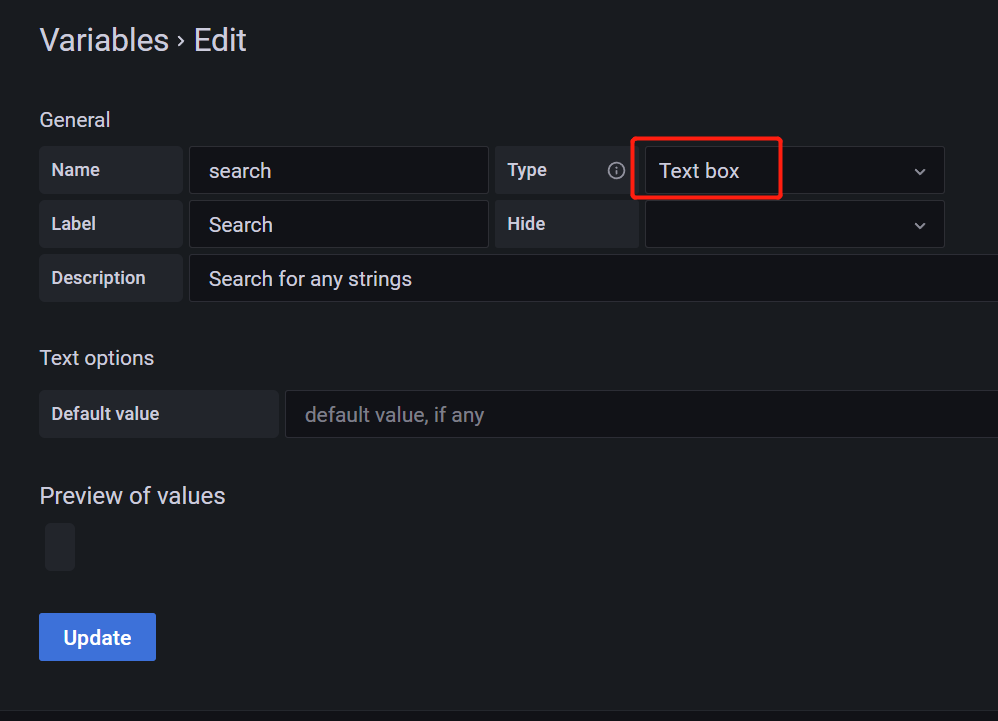 Variables › Edit
General
Name search Type Text box
Label Search Hide
Description Search for any strings
Text options
Default value default value, if any
Preview of values
Update